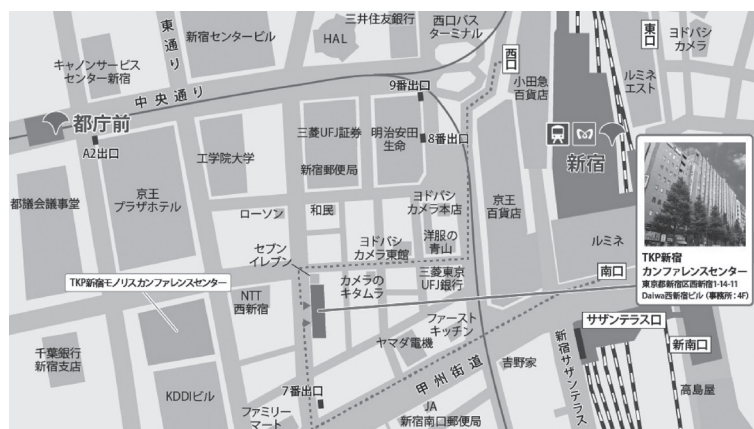 東通り
新宿センタービル
HAL
三井住友銀行
西口バス
ターミナル
西口
小田急
百貨店
東口
ヨドバシ
カメラ
ルミネ
エスト
キャノンサービス
センター新宿
中央通り
9番出口
都庁前
A2出口
工学院大学
三菱UFJ証券
新宿郵便局
明治安田
生命
8番出口
新宿
都議会議事堂
京王
プラザホテル
ローソン
和民
ヨドバシ
カメラ本店
京王
百貨店
セブン
イレブン
ヨドバシ
カメラ東館
洋服の
青山
ルミネ
TKP新宿
カンファレンスセンター
東京都新宿区西新宿1-14-11
Daiwa西新宿ビル(事務所:4F)
TKP新宿モノリスカンファレンスセンター
NTT
西新宿
カメラの
キタムラ
三菱東京
UFJ銀行
南口
サザンテラス口
新南口
千葉銀行
新宿支店
ファースト
キッチン
ヤマダ電機
甲州街道
吉野家
新宿サザンテラス
高島屋
KDDIビル
7番出口
ファミリー
マート
JA
新宿南口郵便局